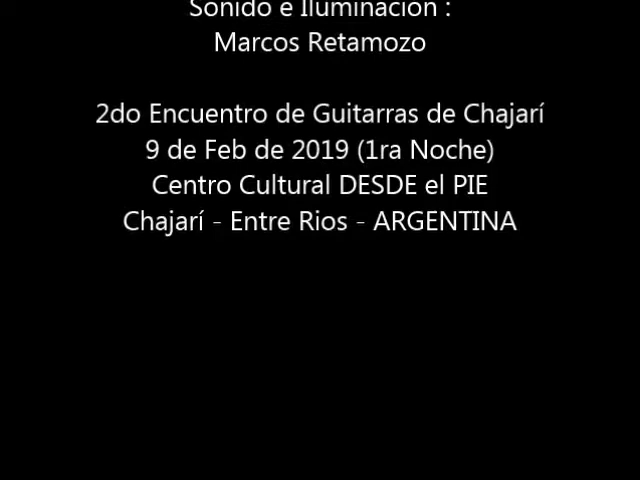 Sonido e Iluminación :
Marcos Retamozo
2do Encuentro de Guitarras de Chajarí
9 de Feb de 2019 (1ra Noche)
Centro Cultural DESDE el PIE
Chajarí - Entre Rios - ARGENTINA